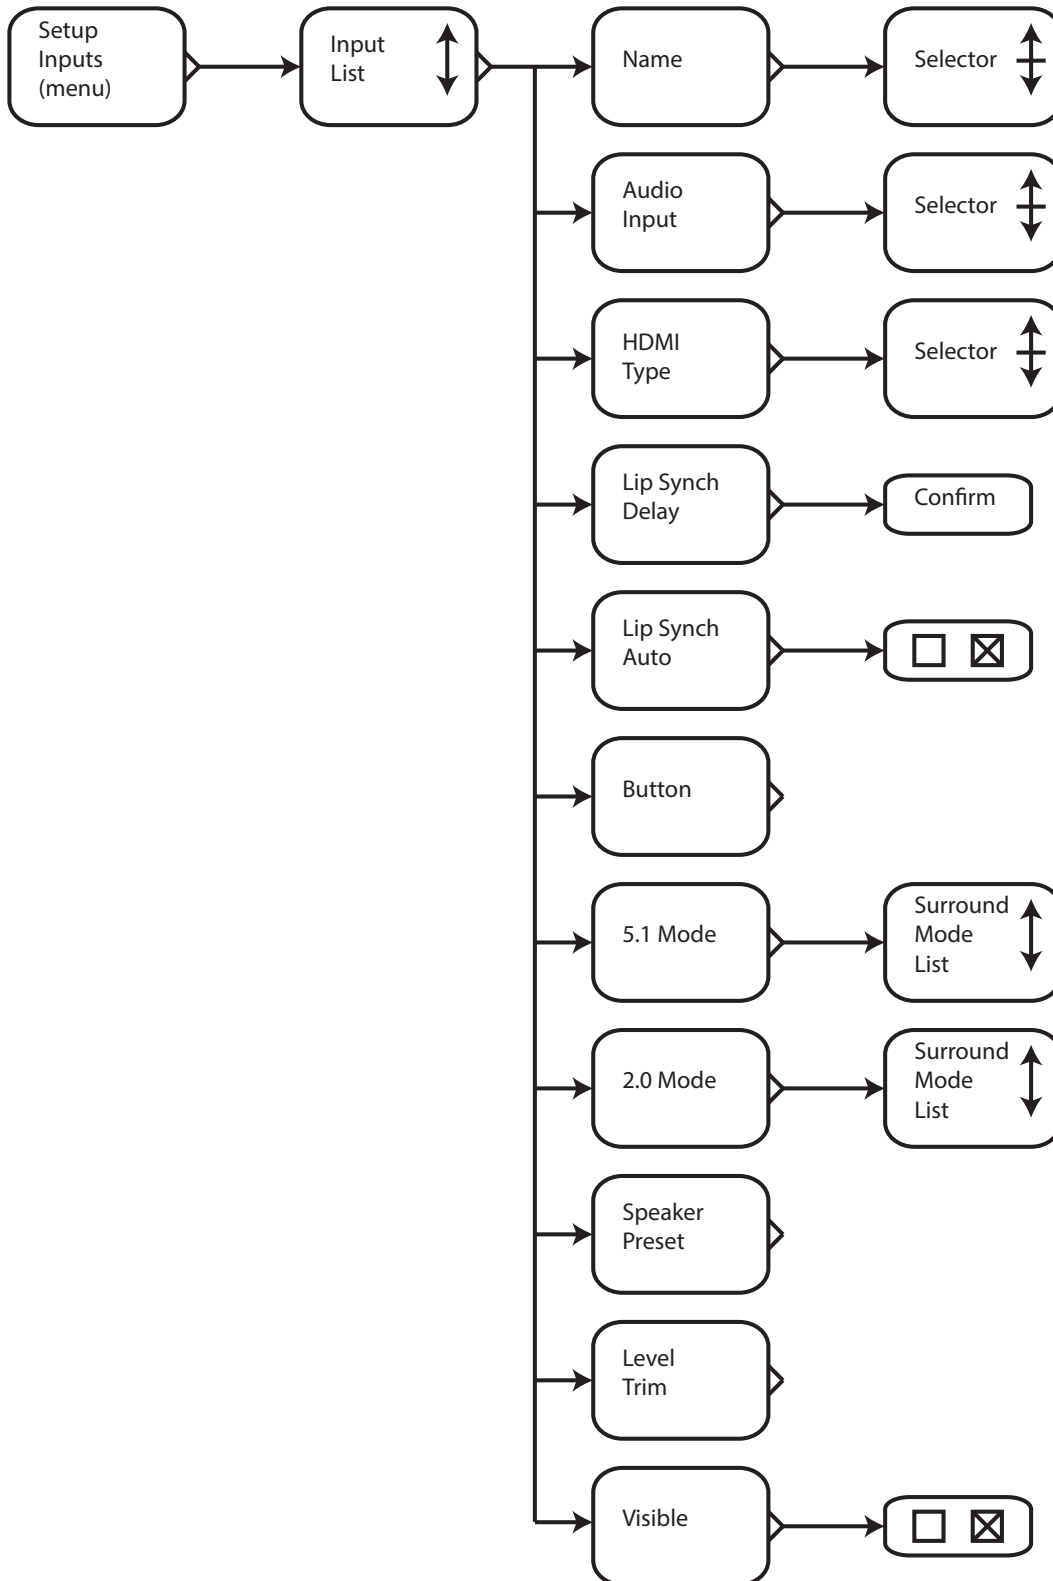 Setup
Inputs
(menu)
Input
List
Name
Selector
Audio
Input
Selector
HDMI
Type
Selector
Lip Synch
Delay
Confirm
Lip Synch
Auto
Button
5.1 Mode
Surround
Mode
List
2.0 Mode
Surround
Mode
List
Speaker
Preset
Level
Trim
Visible